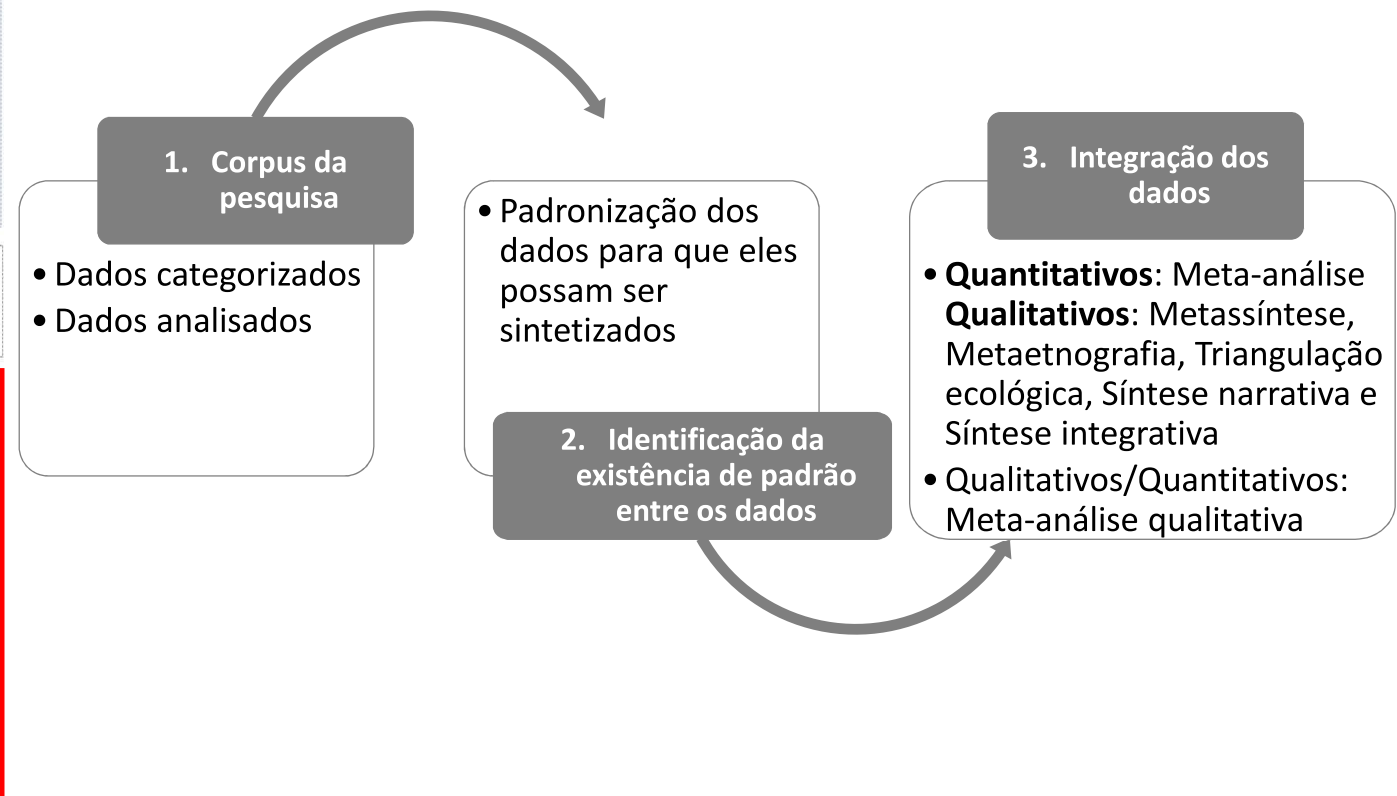 1. Corpus da
pesquisa
• Dados categorizados
• Dados analisados
• Padronização dos
dados para que eles
possam ser
sintetizados
2. Identificação da
existência de padrão
entre os dados
3. Integração dos
dados
• Quantitativos: Meta-análise
Qualitativos: Metassíntese,
Metaetnografia, Triangulação
ecológica, Síntese narrativa e
Síntese integrativa
• Qualitativos/Quantitativos:
Meta-análise qualitativa